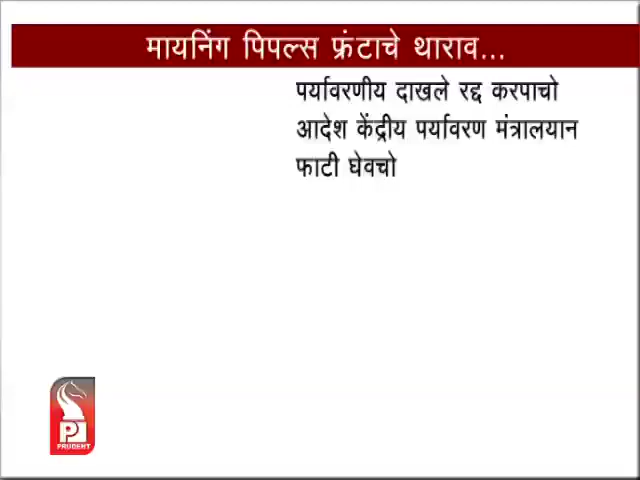 मायनिंग पिपल्स फ्रंटाचे थाराव...
पर्यावरणीय दाखले रद्द करपाचो
आदेश केंद्रीय पर्यावरण मंत्रालयान
फाटी घेवचो
P
PRUDENT